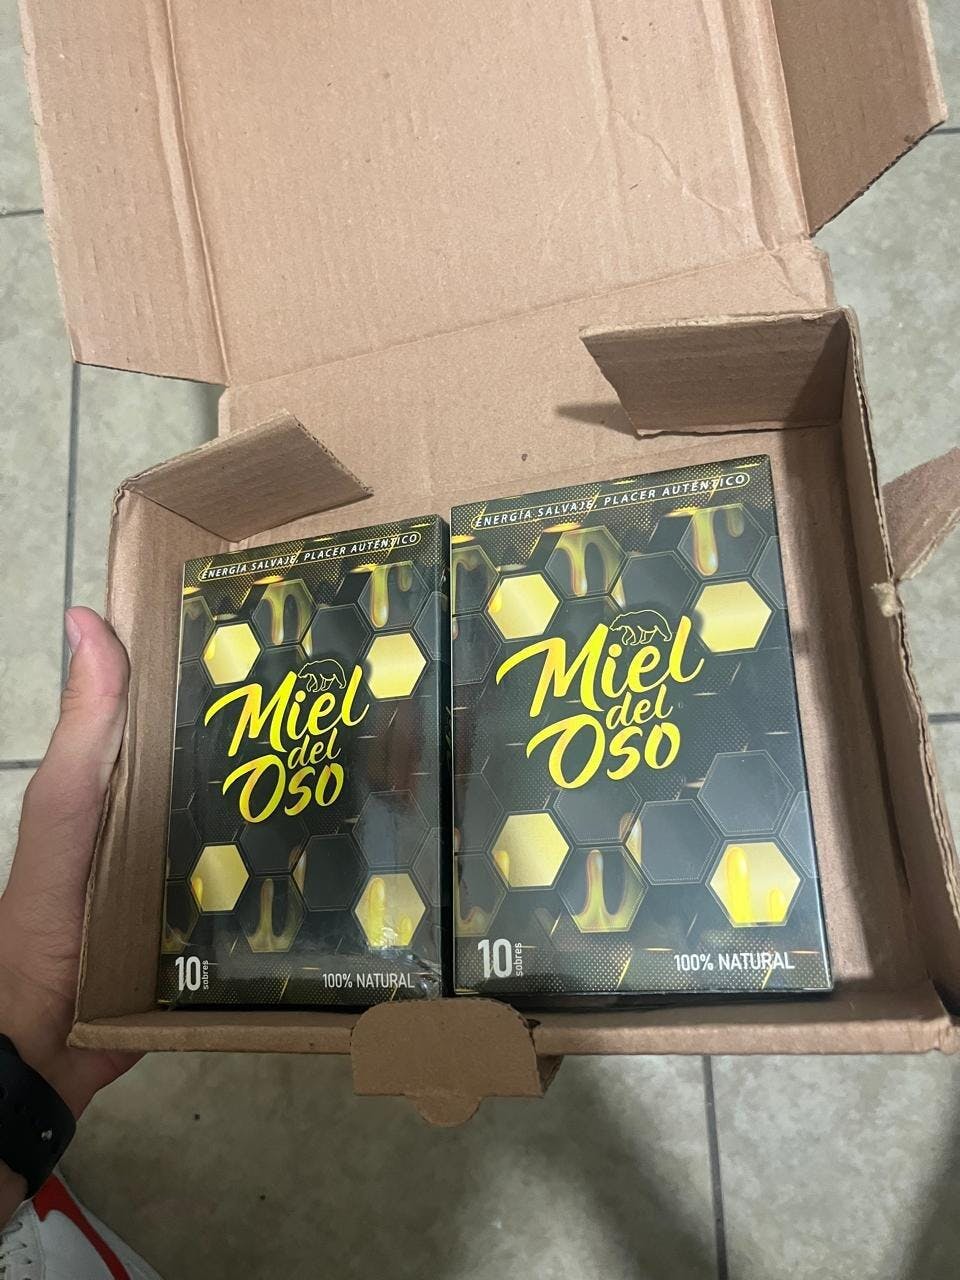 ENERGÍA SALVAJE, PLACER AUTÉNTICO
Miel
del
Oso
10 sobres
100% NATURAL
ENERGÍA SALVAJE, PLACER AUTÉNTICO
Miel
del
Oso
10 sobres
100% NATURAL